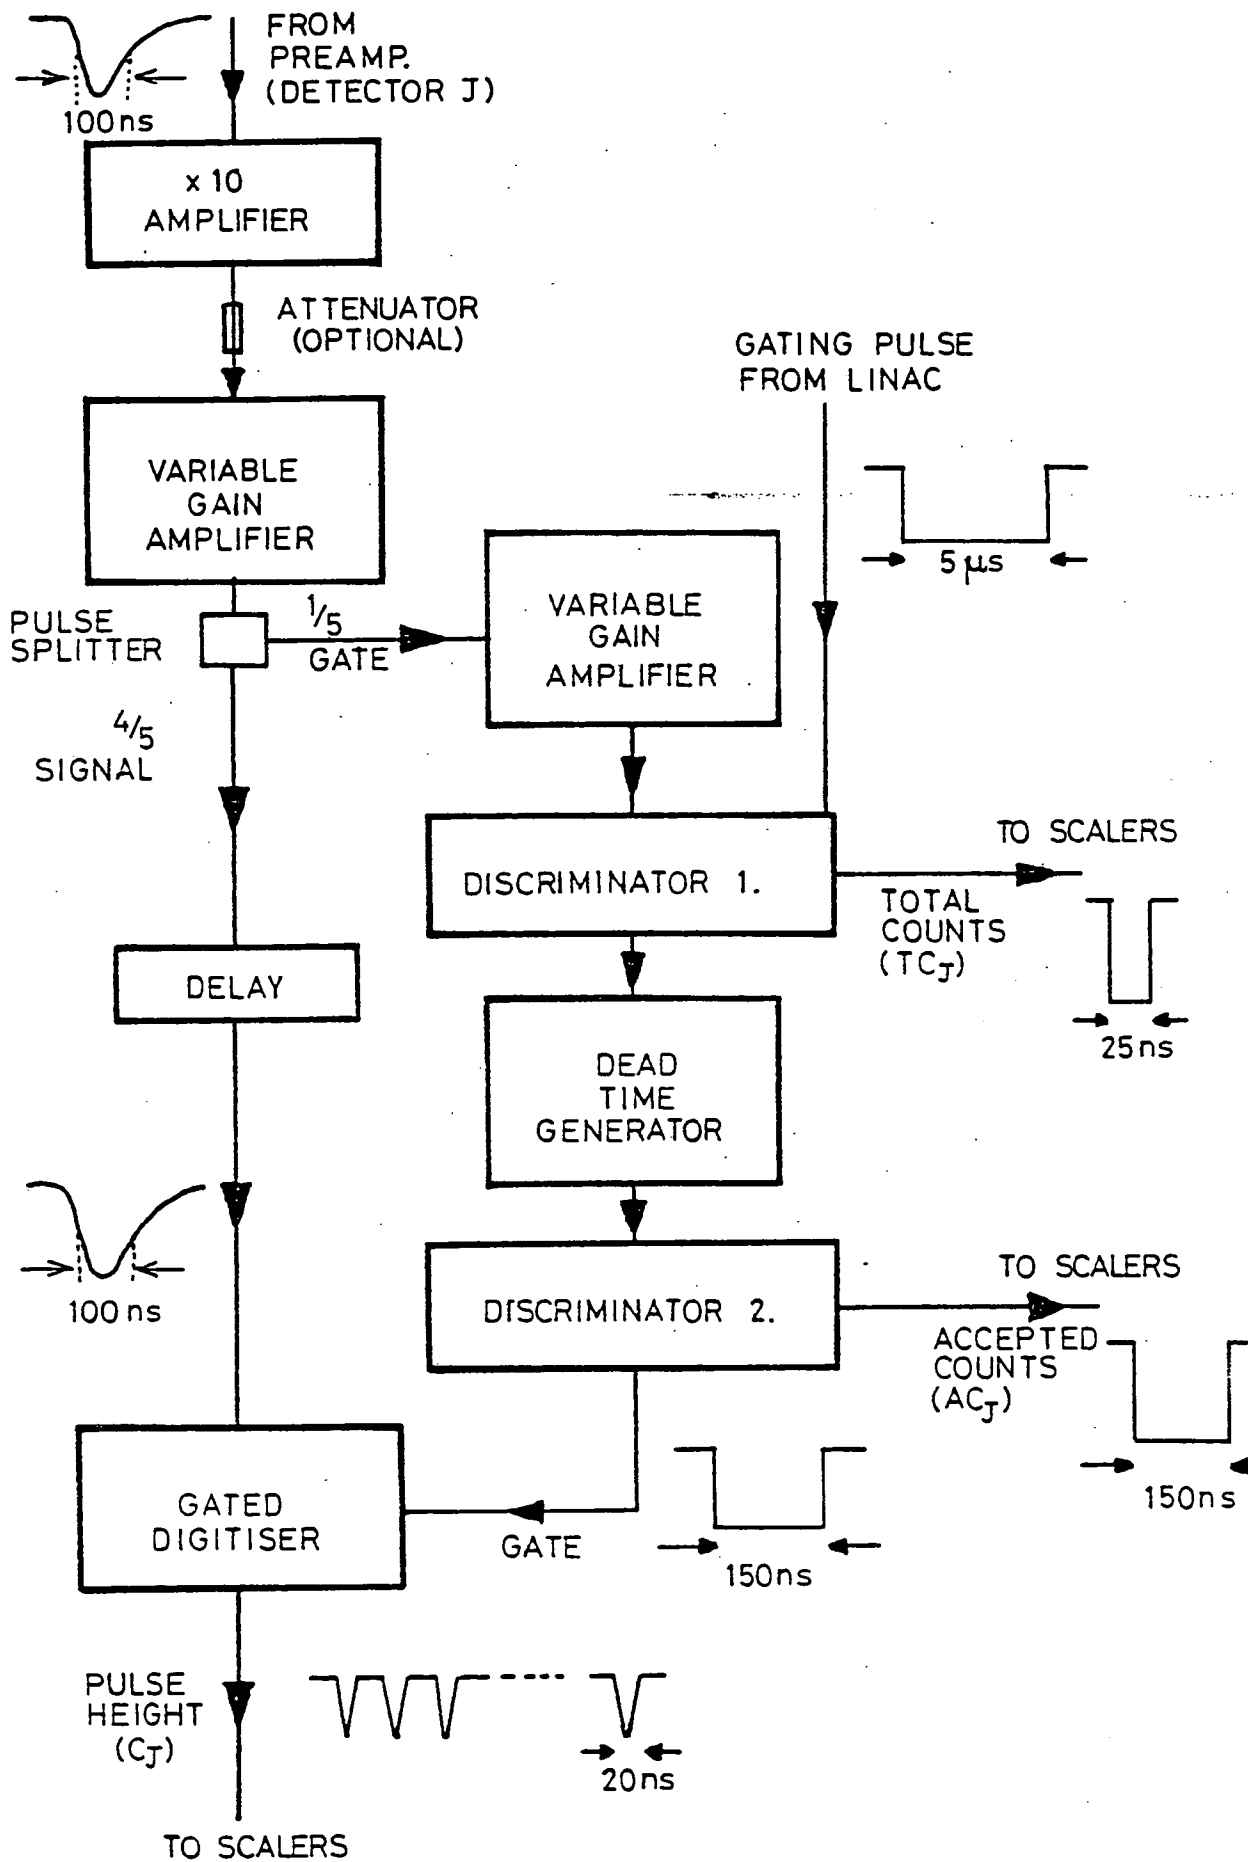 FROM
PREAMP.
(DETECTOR J)
100ns
x 10
AMPLIFIER
ATTENUATOR
(OPTIONAL)
GATING PULSE
FROM LINAC
VARIABLE
GAIN
AMPLIFIER
5 μs
PULSE
SPLITTER
1/5
GATE
VARIABLE
GAIN
AMPLIFIER
4/5
SIGNAL
DISCRIMINATOR 1.
TO SCALERS
TOTAL
COUNTS
(TCJ)
25ns
DELAY
DEAD
TIME
GENERATOR
100ns
DISCRIMINATOR 2.
TO SCALERS
ACCEPTED
COUNTS
(ACJ)
150ns
GATED
DIGITISER
GATE
150ns
PULSE
HEIGHT
(CJ)
20ns
TO SCALERS